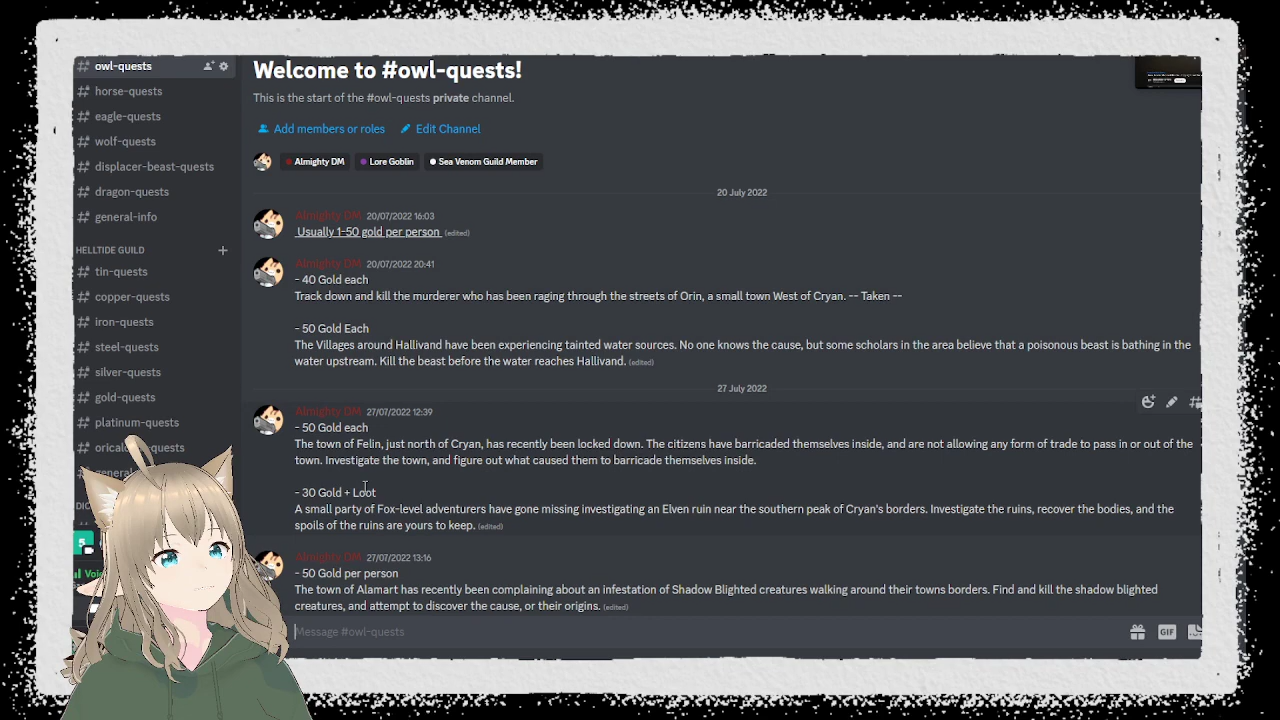 owl-quests
horse-quests
eagle-quests
wolf-quests
displacer-beast-quests
dragon-quests
general-info
HELLTIDE GUILD
tin-quests
copper-quests
iron-quests
steel-quests
silver-quests
gold-quests
platinum-quests
Welcome to #owl-quests!
This is the start of the #owl-quests private channel.
Add members or roles Edit Channel
Almighty DM Lore Goblin Sea Venom Guild Member
20 July 2022
Almighty DM 20/07/2022 16:03
Usually 1-50 gold per person (edited)
Almighty DM 20/07/2022 20:41
- 40 Gold each
Track down and kill the murderer who has been raging through the streets of Orin, a small town West of Cryan. -- Taken --
- 50 Gold Each
The Villages around Hallivand have been experiencing tainted water sources. No one knows the cause, but some scholars in the area believe that a poisonous beast is bathing in the
water upstream. Kill the beast before the water reaches Hallivand. (edited)
27 July 2022
Almighty DM 27/07/2022 12:39
- 50 Gold each
The town of Felin, just north of Cryan, has recently been locked down. The citizens have barricaded themselves inside, and are not allowing any form of trade to pass in or out of the
town. Investigate the town, and figure out what caused them to barricade themselves inside.
- 30 Gold + Loot
A small party of Fox-level adventurers have gone missing investigating an Elven ruin near the southern peak of Cryan's borders. Investigate the ruins, recover the bodies, and the
spoils of the ruins are yours to keep. (edited)
Almighty DM 27/07/2022 13:16
- 50 Gold per person
The town of Alamart has recently been complaining about an infestation of Shadow Blighted creatures walking around their towns borders. Find and kill the shadow blighted
creatures, and attempt to discover the cause, or their origins. (edited)
Message #owl-quests
GIF